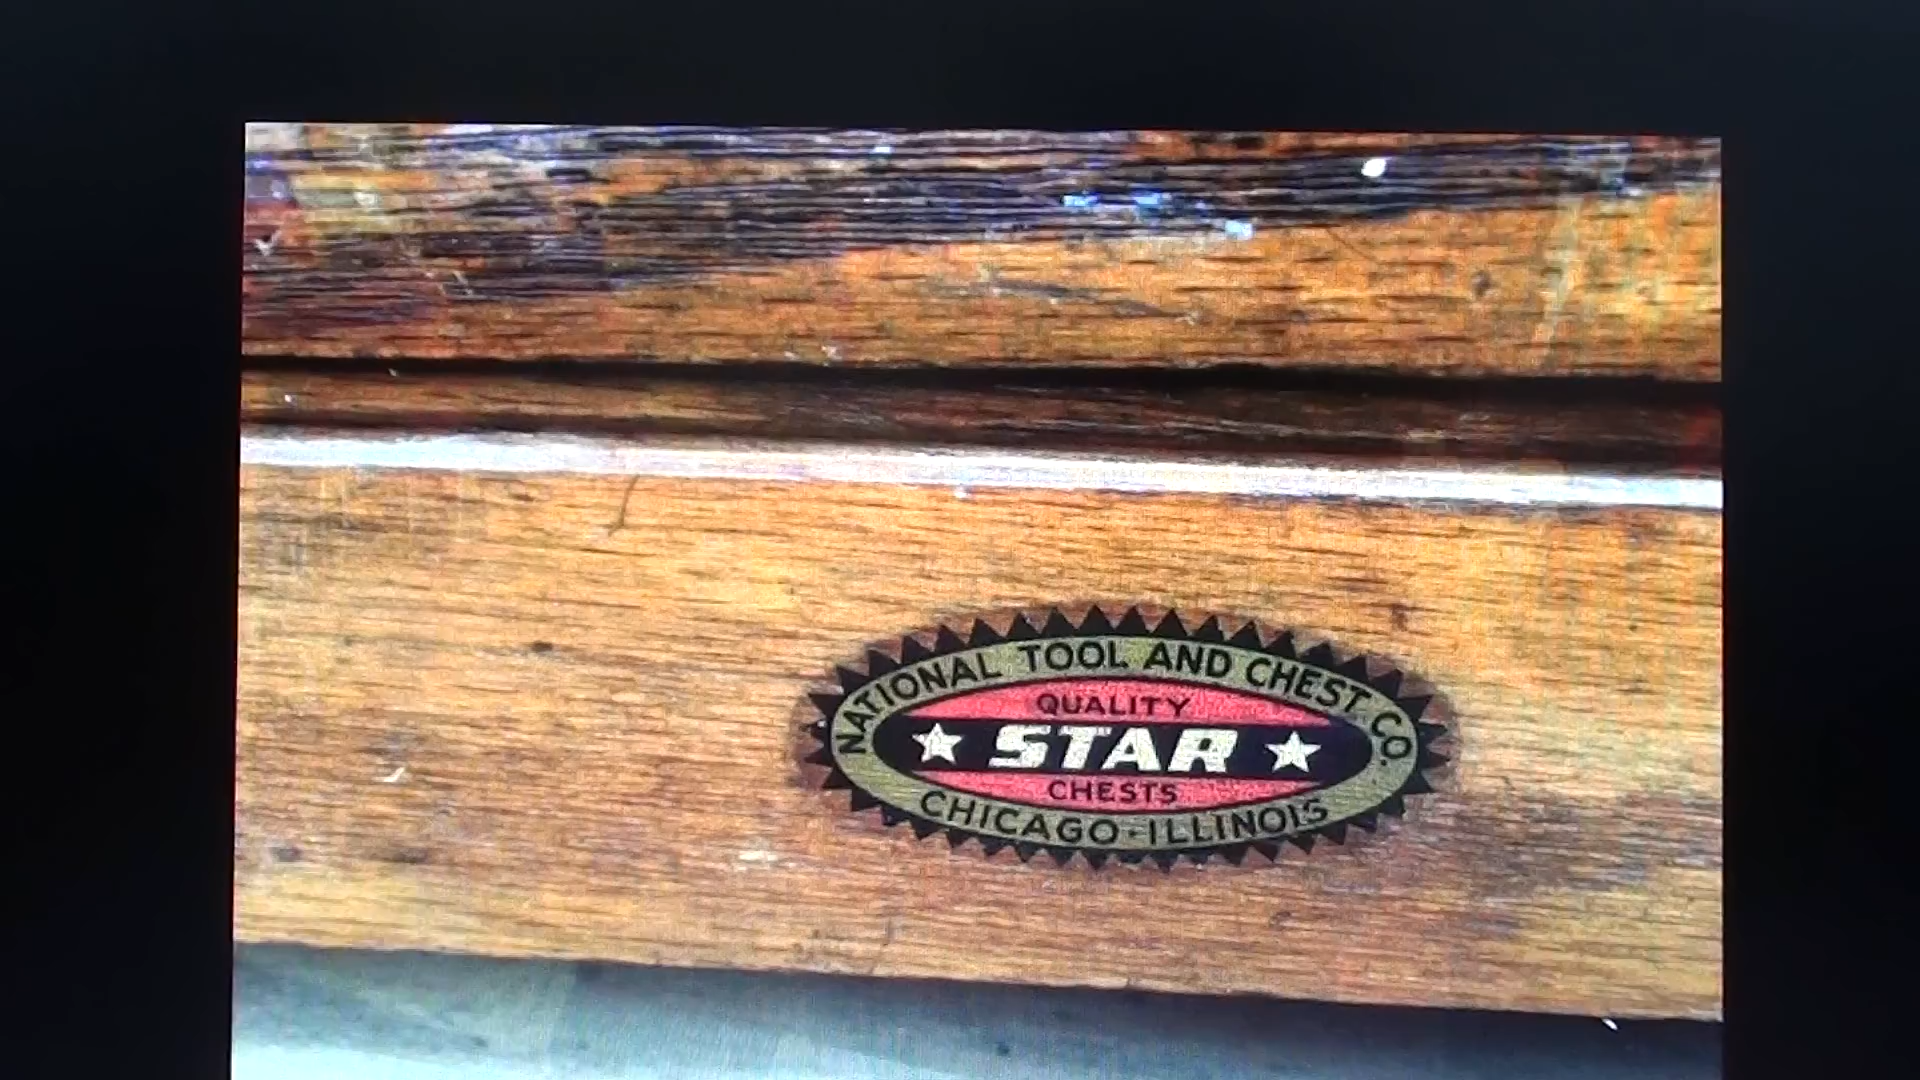 NATIONAL TOOL AND CHEST CO.
QUALITY
STAR
CHESTS
CHICAGO-ILLINOIS